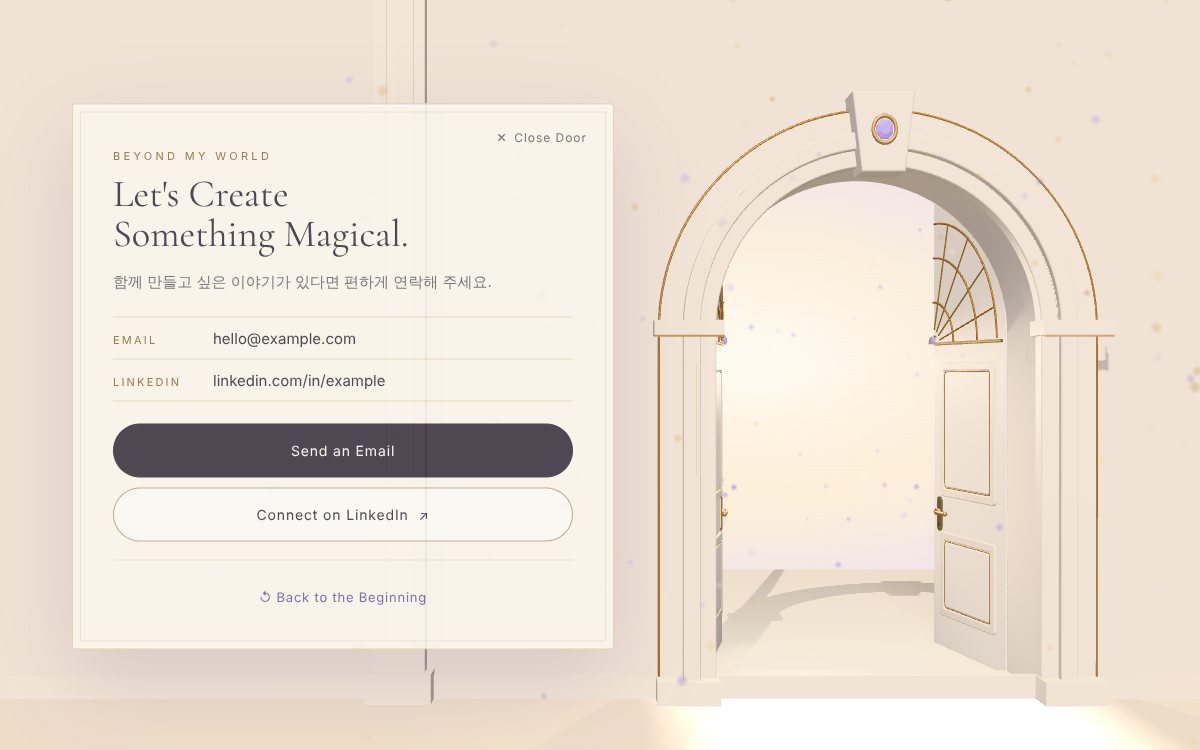 ✕ Close Door
BEYOND MY WORLD
Let's Create
Something Magical.
함께 만들고 싶은 이야기가 있다면 편하게 연락해 주세요.
EMAIL hello@example.com
LINKEDIN linkedin.com/in/example
Send an Email
Connect on LinkedIn ↗
↺ Back to the Beginning